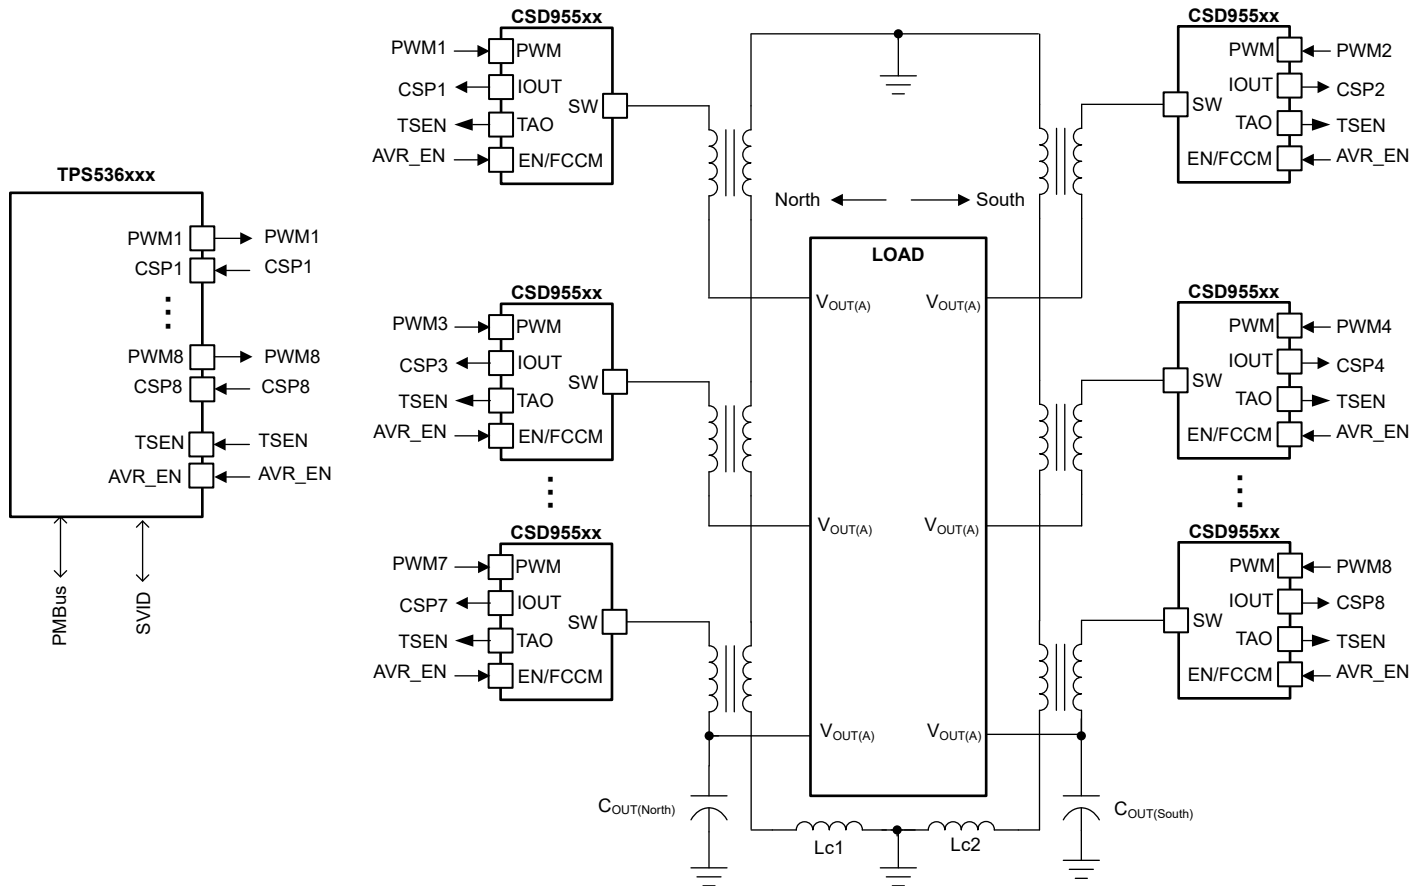 TPS536xxx
PWM1
PWM1
CSP1
CSP1
PWM8
PWM8
CSP8
CSP8
TSEN
TSEN
AVR_EN
AVR_EN
PMBus
SVID
CSD955xx
PWM1
PWM
CSP1
IOUT
TSEN
TAO
AVR_EN
EN/FCCM
SW
CSD955xx
PWM3
PWM
CSP3
IOUT
TSEN
TAO
AVR_EN
EN/FCCM
SW
CSD955xx
PWM7
PWM
CSP7
IOUT
TSEN
TAO
AVR_EN
EN/FCCM
SW
North
South
LOAD
VOUT(A)
VOUT(A)
VOUT(A)
VOUT(A)
VOUT(A)
VOUT(A)
COUT(North)
COUT(South)
Lc1
Lc2
CSD955xx
PWM
PWM2
IOUT
CSP2
SW
TAO
TSEN
EN/FCCM
AVR_EN
CSD955xx
PWM
PWM4
IOUT
CSP4
SW
TAO
TSEN
EN/FCCM
AVR_EN
CSD955xx
PWM
PWM8
IOUT
CSP8
SW
TAO
TSEN
EN/FCCM
AVR_EN